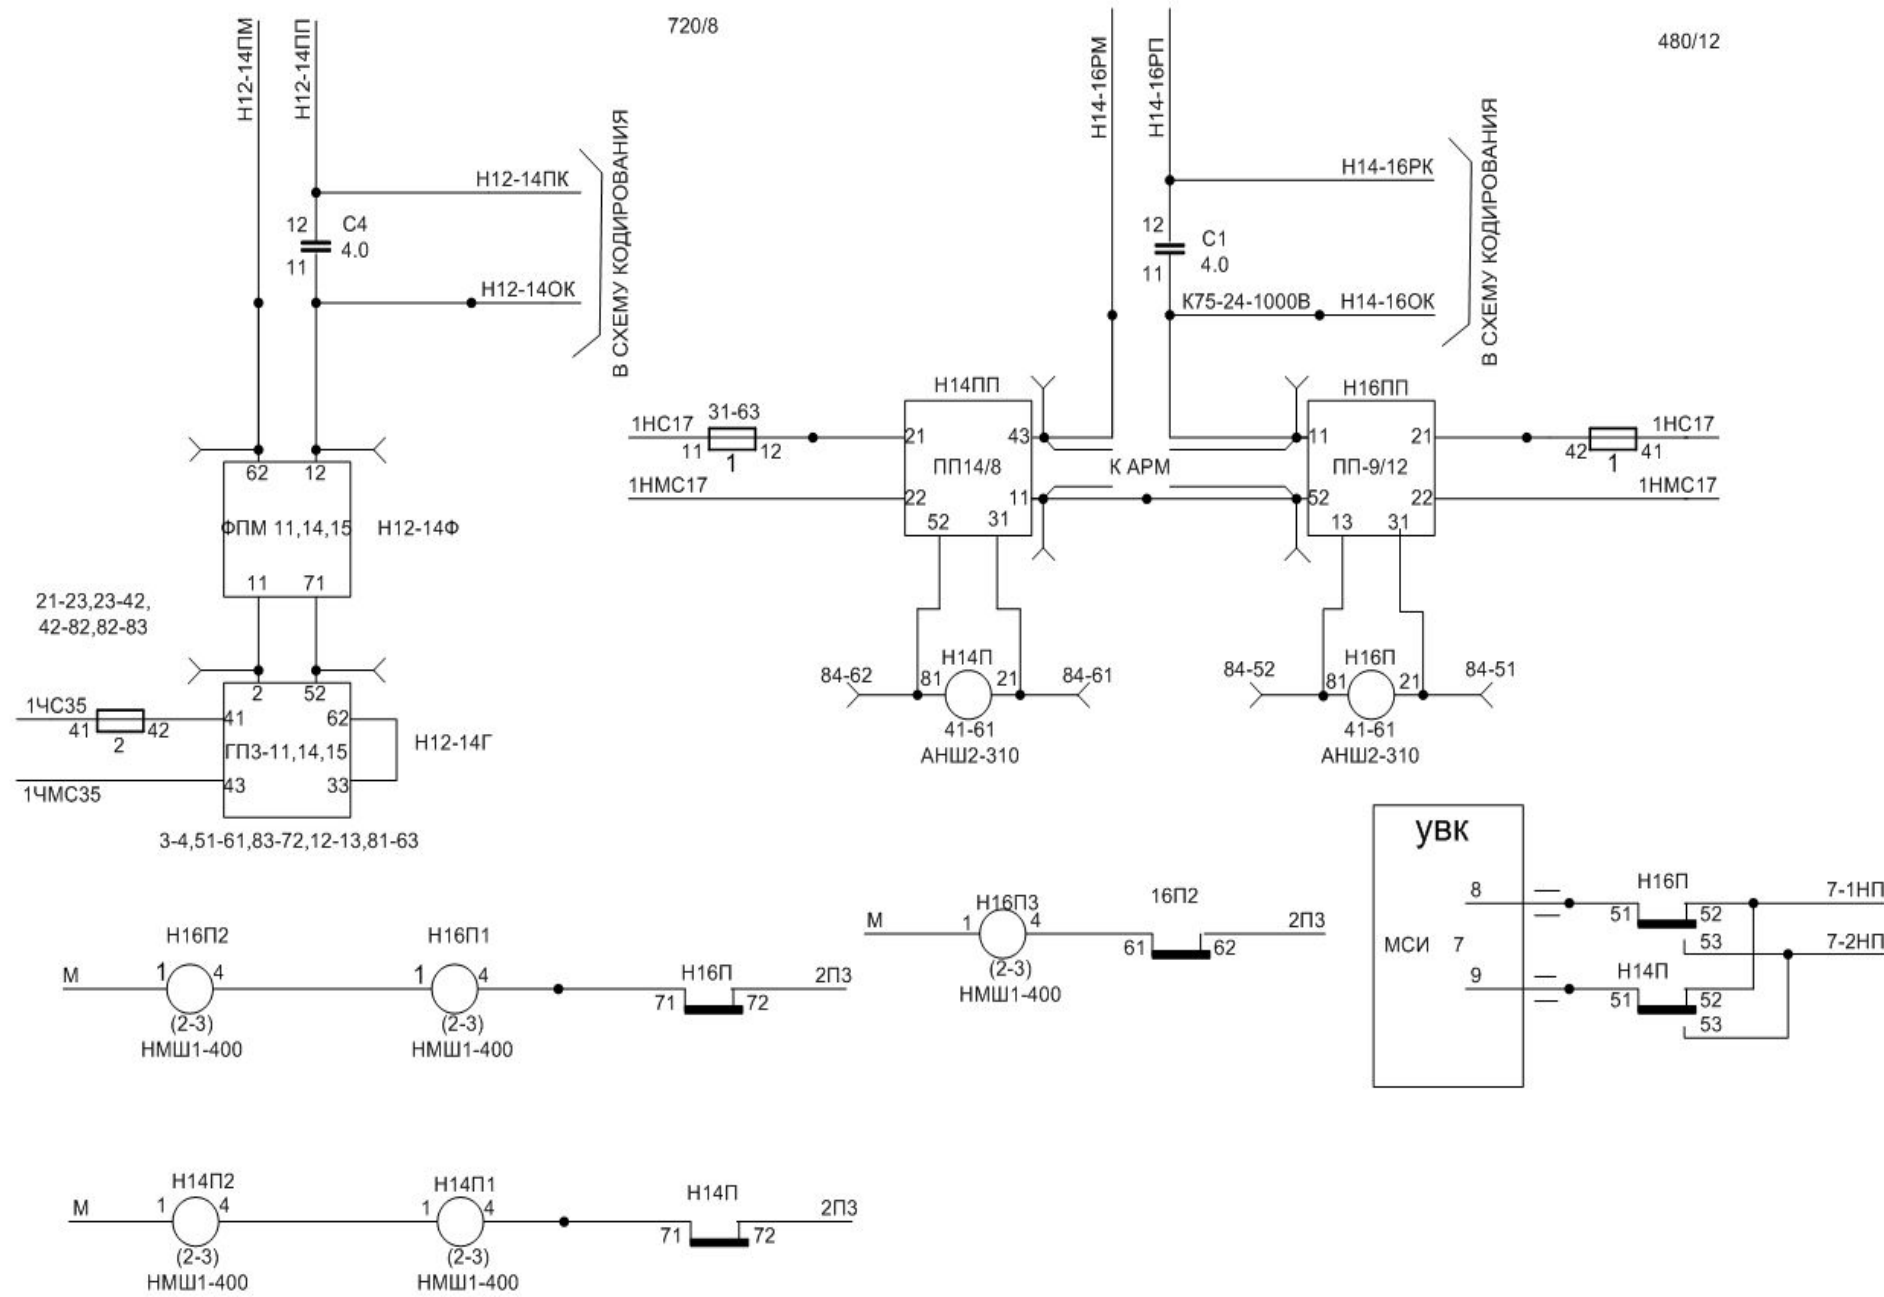 Н12-14ПМ
Н12-14ПП
720/8
Н14-16РМ
Н14-16РП
480/12
Н12-14ПК
12
С4
4.0
11
Н12-14ОК
В СХЕМУ КОДИРОВАНИЯ
Н14-16РК
12
С1
4.0
11
К75-24-1000В
Н14-16ОК
В СХЕМУ КОДИРОВАНИЯ
62
12
ФПМ 11,14,15
Н12-14Ф
11
71
21-23,23-42,
42-82,82-83
2
52
1ЧС35
41
42
2
41
62
ГП3-11,14,15
Н12-14Г
43
33
1ЧМС35
3-4,51-61,83-72,12-13,81-63
Н14ПП
31-63
1НС17
11
12
1
21
43
ПП14/8
1НМС17
22
11
52
31
К АРМ
Н16ПП
11
21
ПП-9/12
52
22
13
31
1НС17
42
41
1
1НМС17
84-62
Н14П
84-61
81
21
41-61
АНШ2-310
84-52
Н16П
84-51
81
21
41-61
АНШ2-310
увк
8
МСИ
7
9
Н16П
51
52
53
7-1НП
7-2НП
Н14П
51
52
53
Н16П3
16П2
М
1
4
2П3
61
62
(2-3)
НМШ1-400
Н16П2
Н16П1
Н16П
М
1
4
1
4
2П3
71
72
(2-3)
(2-3)
НМШ1-400
НМШ1-400
Н14П2
Н14П1
Н14П
М
1
4
1
4
2П3
71
72
(2-3)
(2-3)
НМШ1-400
НМШ1-400